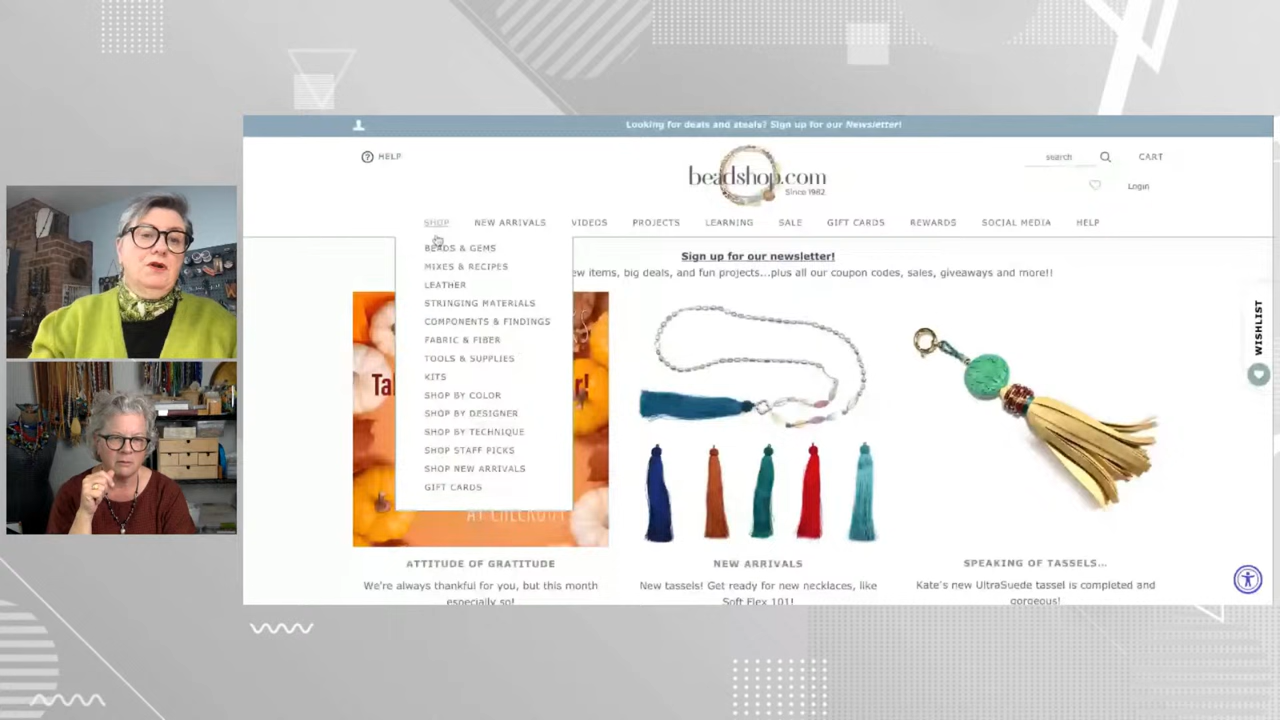 Looking for deals and steals? Sign up for our Newsletter!
HELP
beadshop.com
Since 1982
search
CART
Login
SHOP NEW ARRIVALS VIDEOS PROJECTS LEARNING SALE GIFT CARDS REWARDS SOCIAL MEDIA HELP
BEADS & GEMS
MIXES & RECIPES
LEATHER
STRINGING MATERIALS
COMPONENTS & FINDINGS
FABRIC & FIBER
TOOLS & SUPPLIES
KITS
SHOP BY COLOR
SHOP BY DESIGNER
SHOP BY TECHNIQUE
SHOP STAFF PICKS
SHOP NEW ARRIVALS
GIFT CARDS
Sign up for our newsletter!
items, big deals, and fun projects...plus all our coupon codes, sales, giveaways and more!!
AT CHECKOUT
WISHLIST
ATTITUDE OF GRATITUDE
We're always thankful for you, but this month
especially so!
NEW ARRIVALS
New tassels! Get ready for new necklaces, like
Soft Flex 101!
SPEAKING OF TASSELS...
Kate's new UltraSuede tassel is completed and
gorgeous!